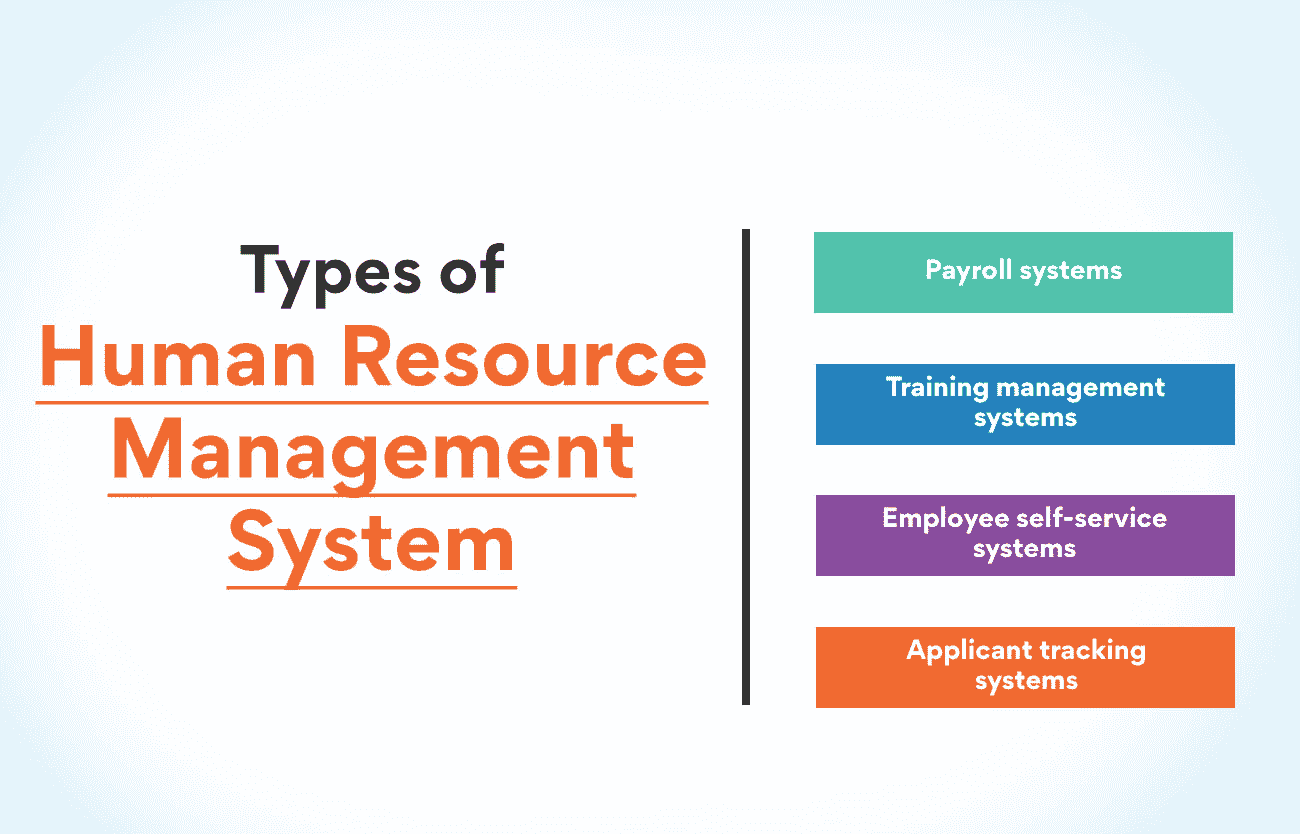 Types of
Human Resource
Management
System
Payroll systems
Training management
systems
Employee self-service
systems
Applicant tracking
systems